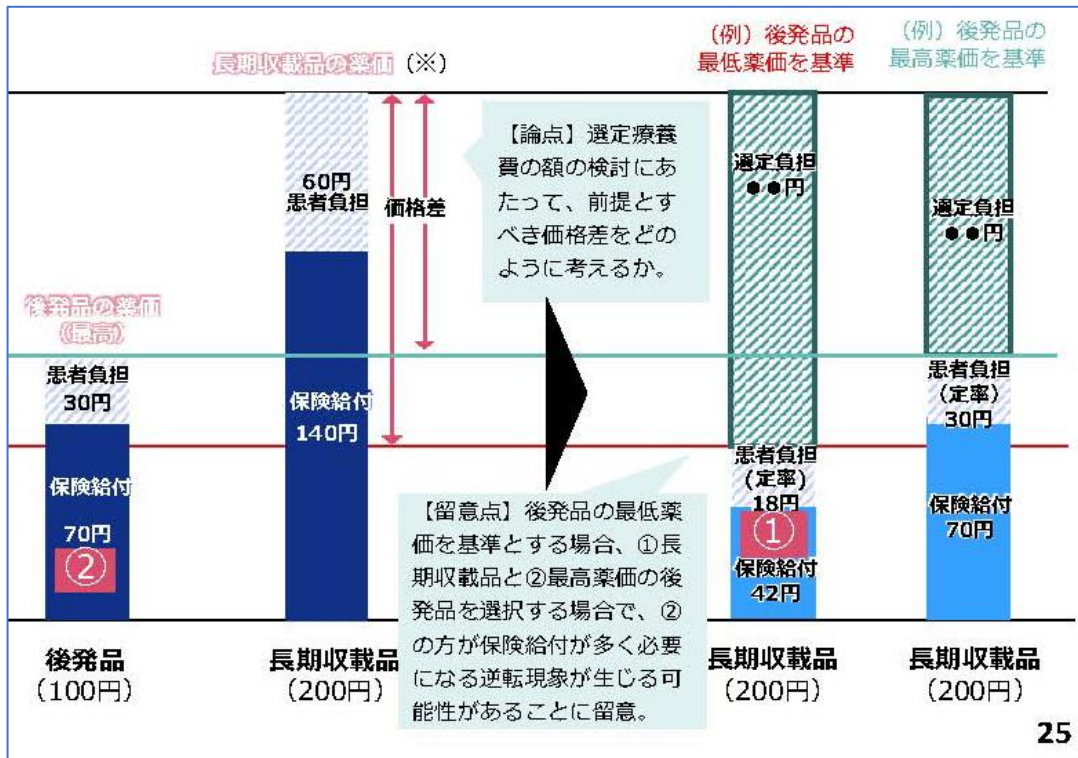 長期収載品の薬価（※）
（例）後発品の
最低薬価を基準
（例）後発品の
最高薬価を基準
【論点】選定療養
費の額の検討にあ
たって、前提とす
べき価格差をどの
ように考えるか。
60円
患者負担
価格差
選定負担
●●円
選定負担
●●円
後発品の薬価
（最高）
患者負担
30円
保険給付
70円
②
保険給付
140円
患者負担
(定率)
18円
①
保険給付
42円
患者負担
(定率)
30円
保険給付
70円
【留意点】後発品の最低薬
価を基準とする場合、①長
期収載品と②最高薬価の後
発品を選択する場合で、②
の方が保険給付が多く必要
になる逆転現象が生じる可
能性があることに留意。
後発品
（100円）
長期収載品
（200円）
長期収載品
（200円）
長期収載品
（200円）
25